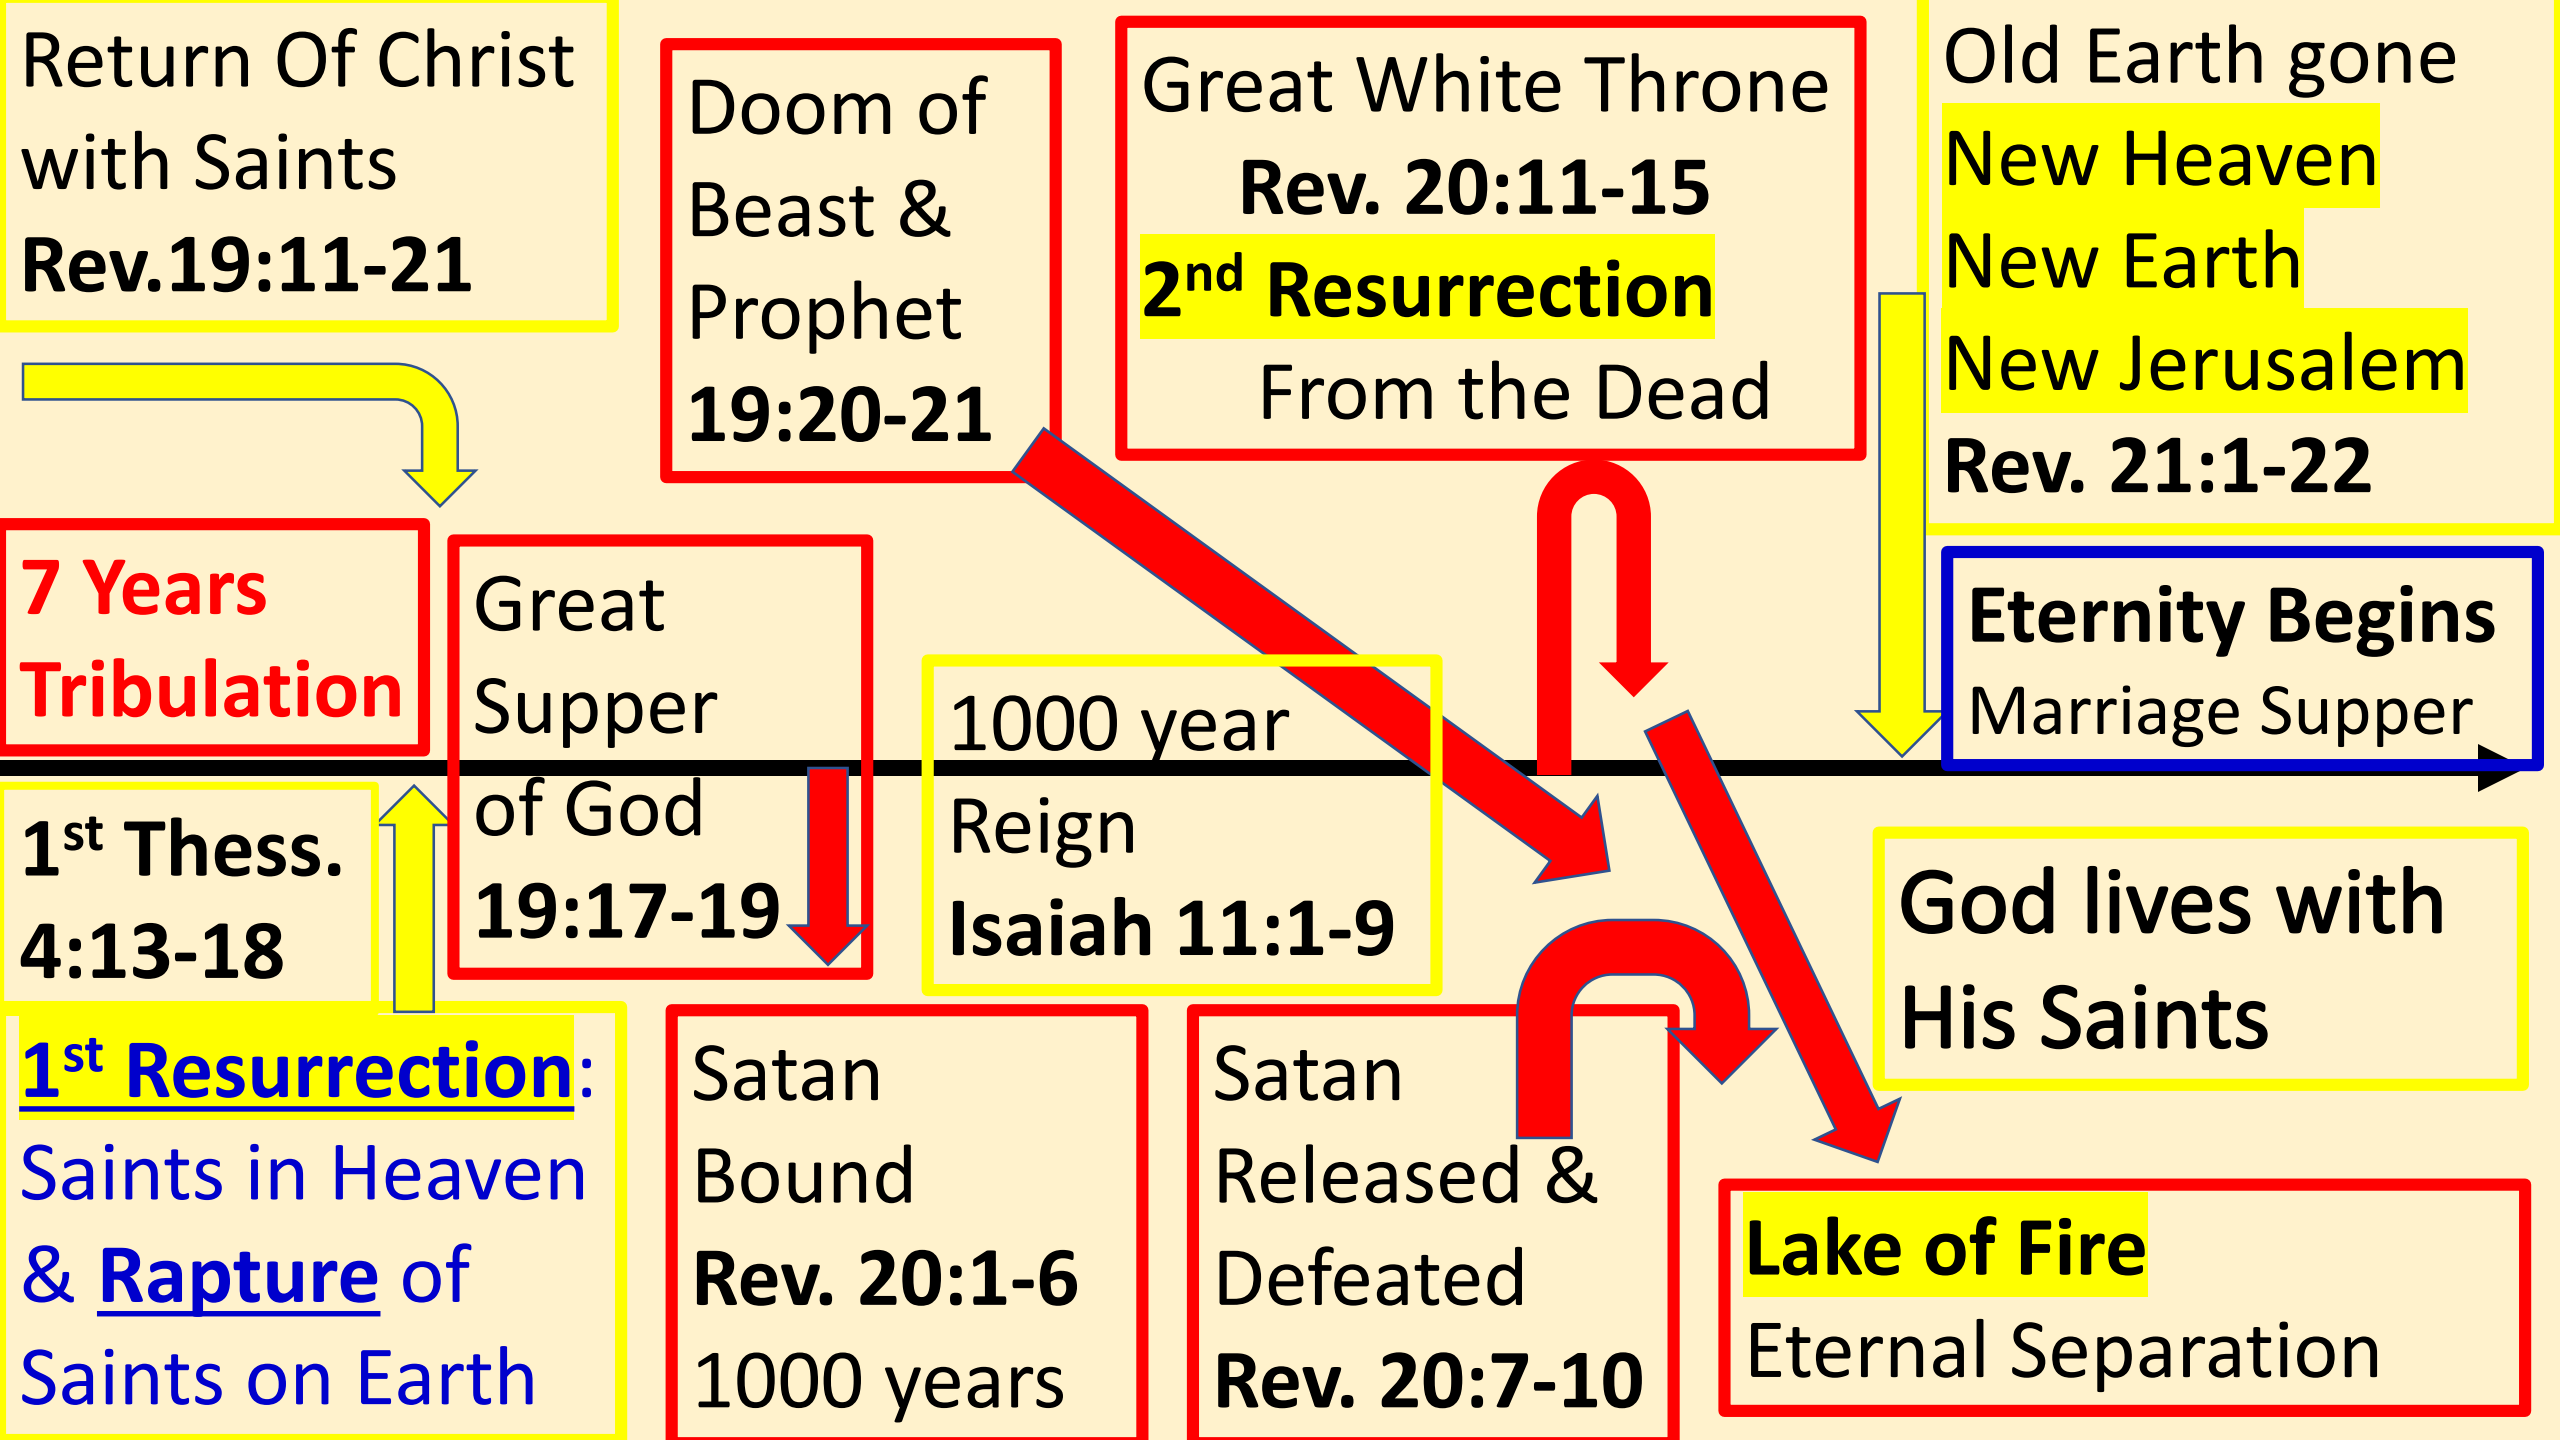 Return Of Christ
with Saints
Rev.19:11-21
Doom of
Beast &
Prophet
19:20-21
Great White Throne
Rev. 20:11-15
2nd Resurrection
From the Dead
Old Earth gone
New Heaven
New Earth
New Jerusalem
Rev. 21:1-22
7 Years
Tribulation
Great
Supper
of God
19:17-19
1000 year
Reign
Isaiah 11:1-9
Eternity Begins
Marriage Supper
1st Thess.
4:13-18
God lives with
His Saints
1st Resurrection:
Saints in Heaven
& Rapture of
Saints on Earth
Satan
Bound
Rev. 20:1-6
1000 years
Satan
Released &
Defeated
Rev. 20:7-10
Lake of Fire
Eternal Separation